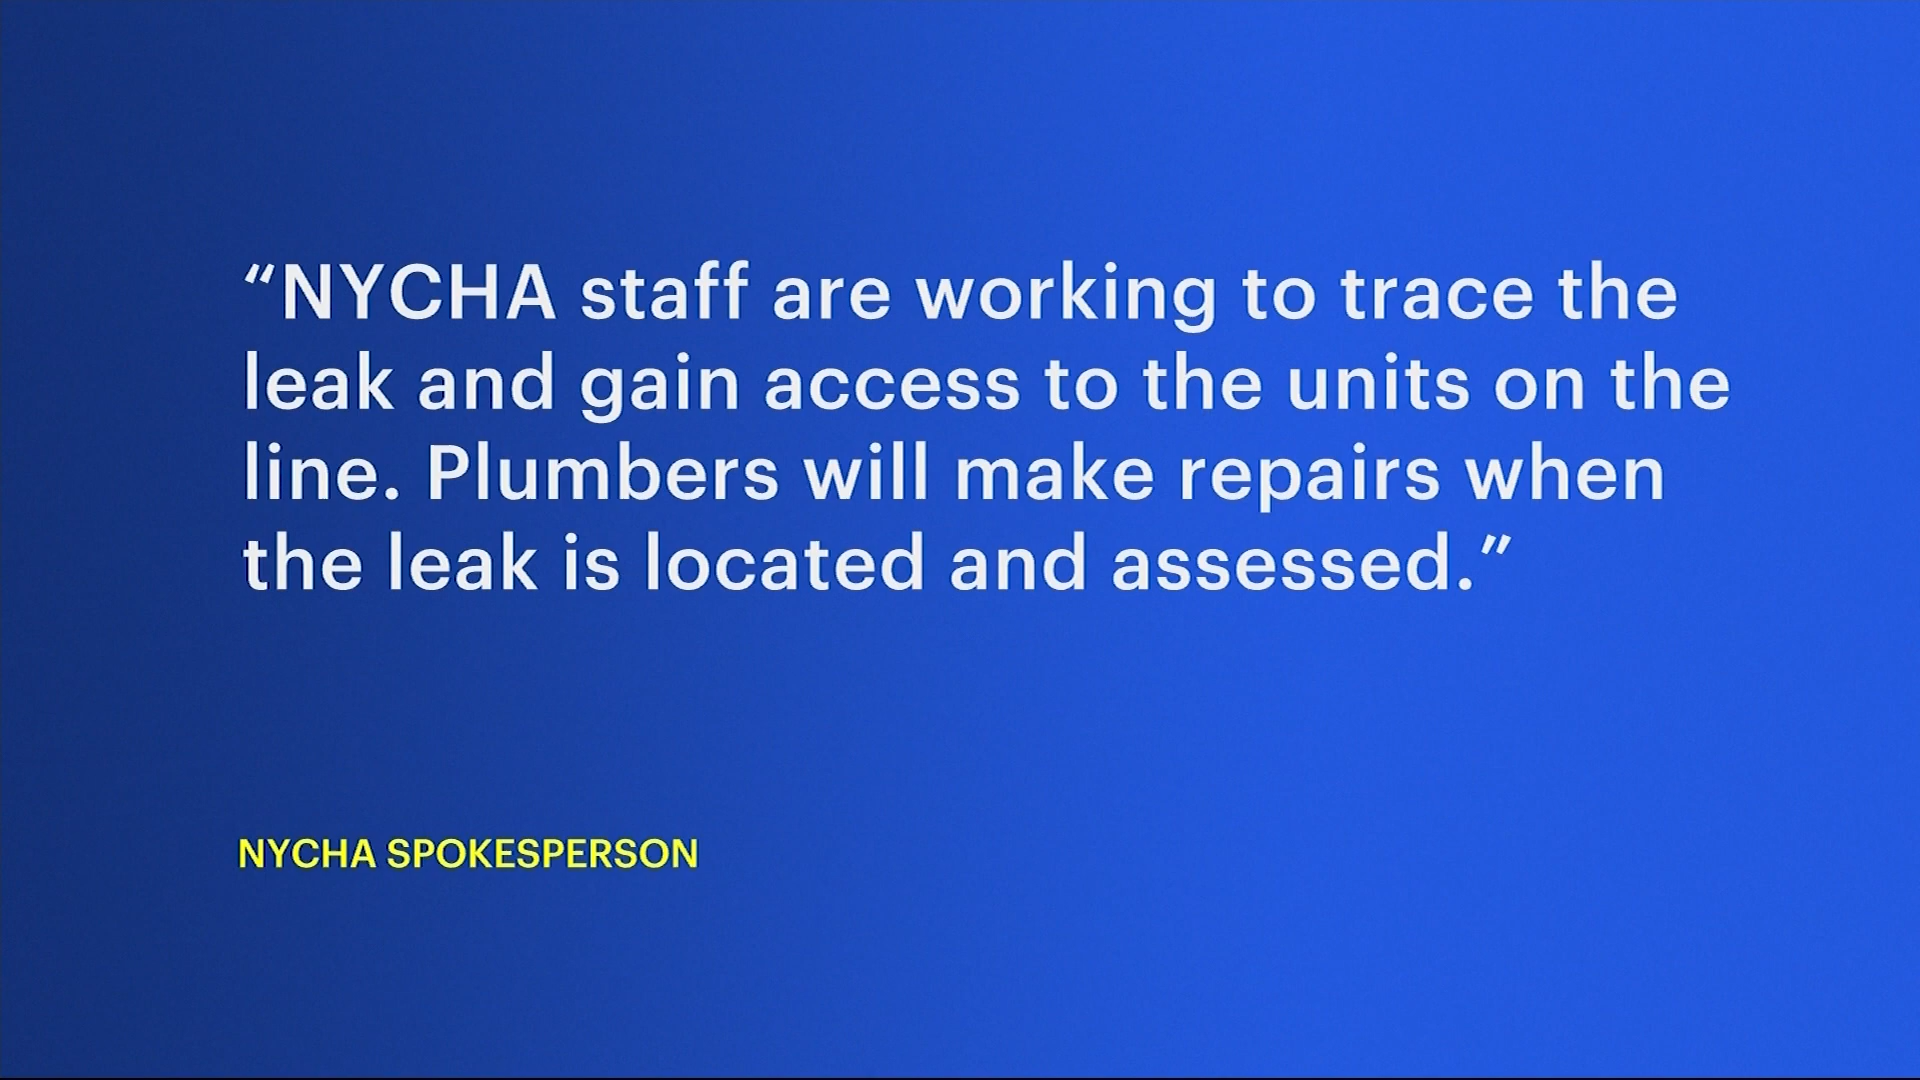 “NYCHA staff are working to trace the
leak and gain access to the units on the
line. Plumbers will make repairs when
the leak is located and assessed.”
NYCHA SPOKESPERSON